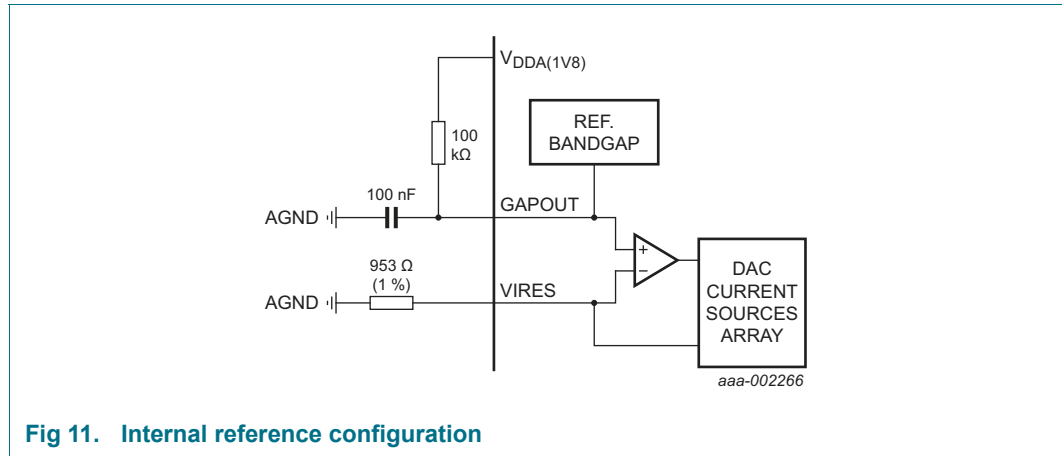 VDDA(1V8)
REF.
BANDGAP
100
kΩ
100 nF
GAPOUT
AGND
+
953 Ω
(1 %)
−
DAC
CURRENT
SOURCES
ARRAY
VIRES
AGND
aaa-002266
Fig 11. Internal reference configuration